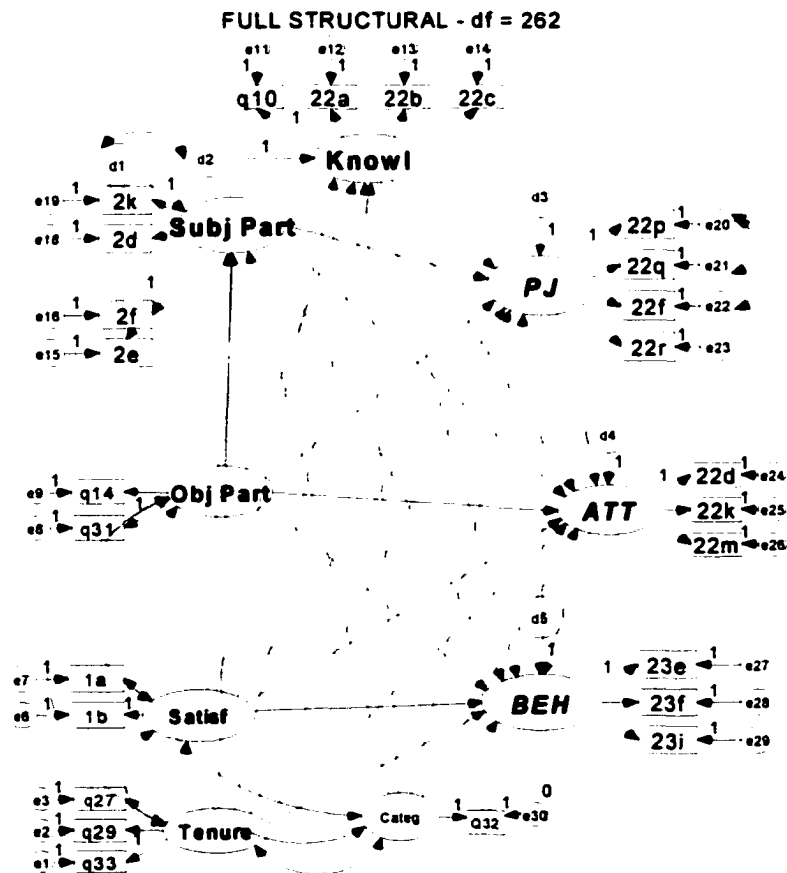 FULL STRUCTURAL - df = 262
e11 e12 e13 e14
1 1 1 1
q10 22a 22b 22c
1
1
Knowl
d1 d2 d3
e19 1 2k 1
Subj Part
e18 1 2d
1 1 22p 1 e20
22q 1 e21
PJ
22f 1 e22
22r 1 e23
1
e16 1 2f
e15 1 2e
d4
1
e9 1 q14 Obj Part
e8 1 q31 1
ATT 1 22d 1 e24
22k 1 e25
22m 1 e26
d5
1
e7 1 1a
Satisf
e6 1 1b 1
BEH 1 23e 1 e27
23f 1 e28
23i 1 e29
e3 1 q27
e2 1 q29 Tenure
e1 1 q33 1
Categ 1 Q32 1 e30 0